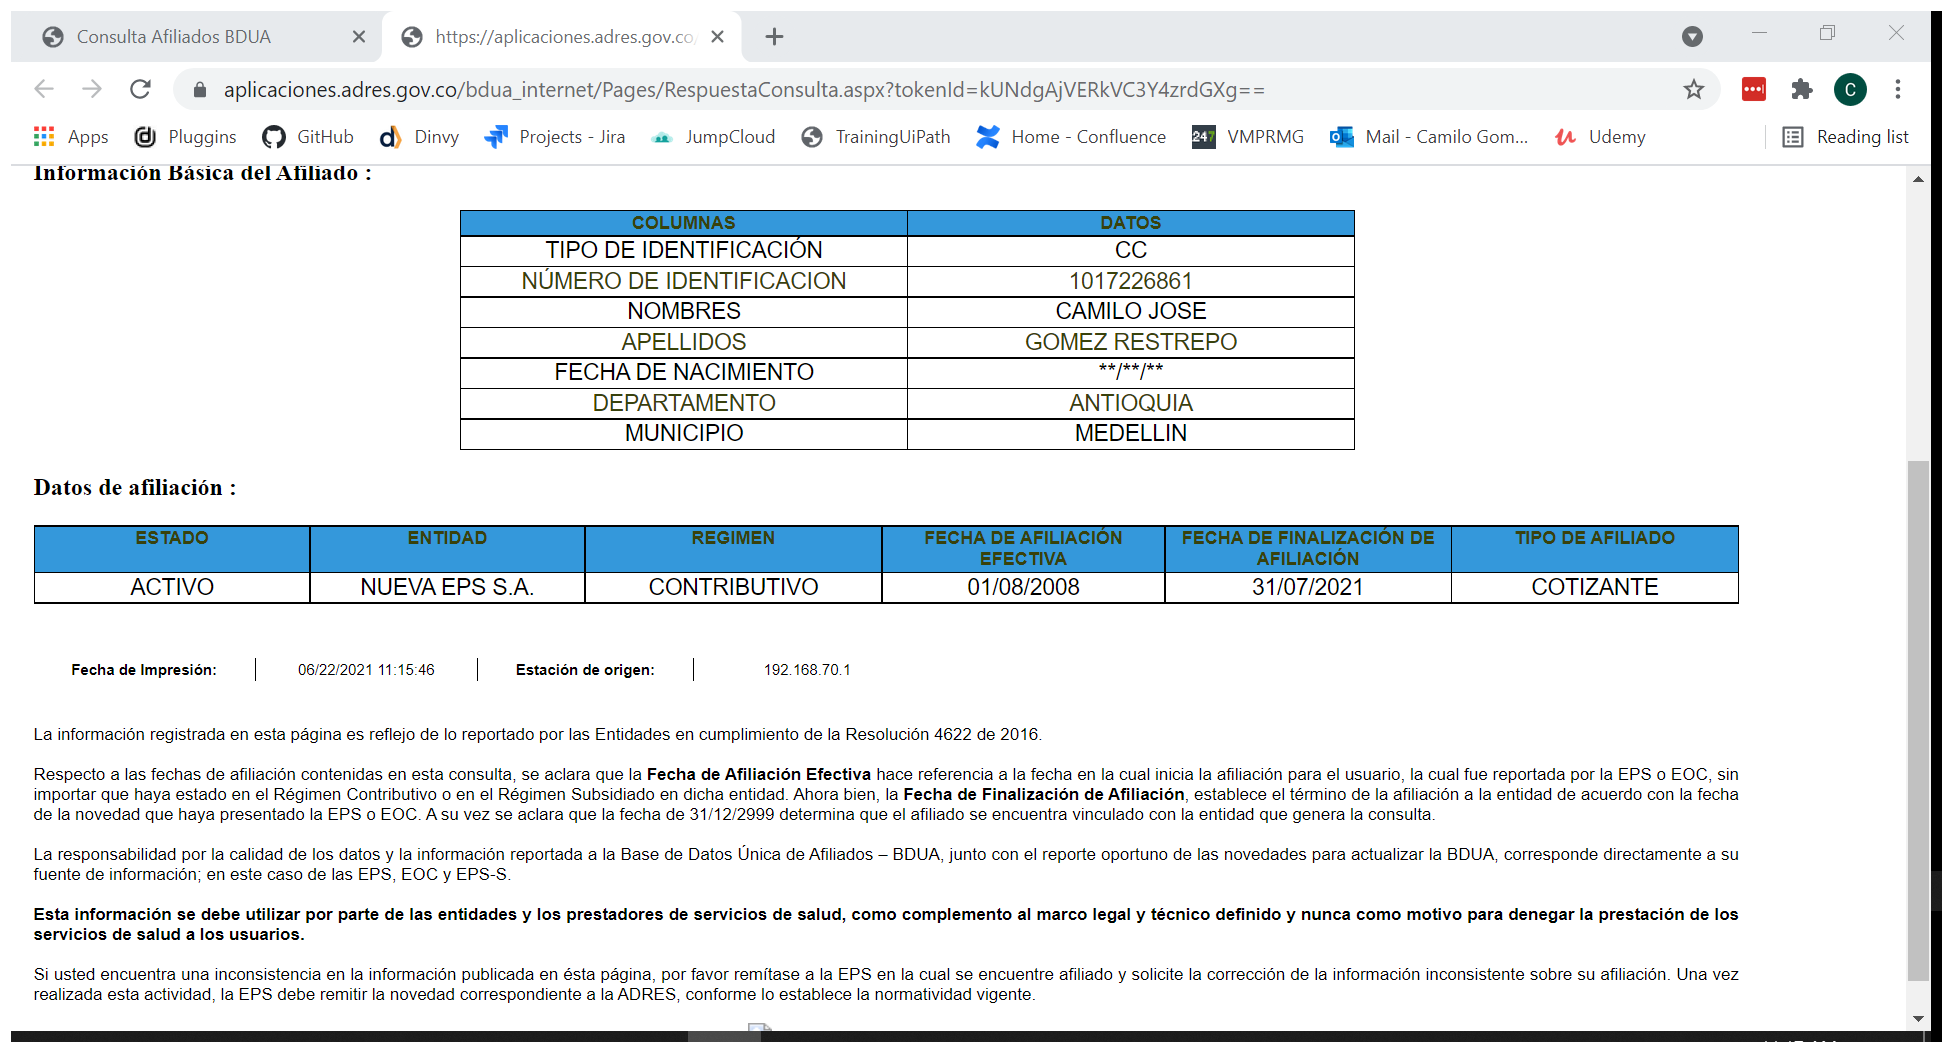 Consulta Afiliados BDUA
https://aplicaciones.adres.gov.co/
aplicaciones.adres.gov.co/bdua_internet/Pages/RespuestaConsulta.aspx?tokenId=kUNdgAjVERkVC3Y4zrdGXg==
C
Apps Pluggins GitHub Dinvy Projects - Jira JumpCloud TrainingUiPath Home - Confluence 247 VMPRMG Mail - Camilo Gom... Udemy Reading list
Información Básica del Afiliado :
COLUMNAS DATOS
TIPO DE IDENTIFICACIÓN CC
NÚMERO DE IDENTIFICACION 1017226861
NOMBRES CAMILO JOSE
APELLIDOS GOMEZ RESTREPO
FECHA DE NACIMIENTO **/**/**
DEPARTAMENTO ANTIOQUIA
MUNICIPIO MEDELLIN
Datos de afiliación :
ESTADO ENTIDAD REGIMEN FECHA DE AFILIACIÓN EFECTIVA FECHA DE FINALIZACIÓN DE AFILIACIÓN TIPO DE AFILIADO
ACTIVO NUEVA EPS S.A. CONTRIBUTIVO 01/08/2008 31/07/2021 COTIZANTE
Fecha de Impresión: 06/22/2021 11:15:46 Estación de origen: 192.168.70.1
La información registrada en esta página es reflejo de lo reportado por las Entidades en cumplimiento de la Resolución 4622 de 2016.
Respecto a las fechas de afiliación contenidas en esta consulta, se aclara que la Fecha de Afiliación Efectiva hace referencia a la fecha en la cual inicia la afiliación para el usuario, la cual fue reportada por la EPS o EOC, sin
importar que haya estado en el Régimen Contributivo o en el Régimen Subsidiado en dicha entidad. Ahora bien, la Fecha de Finalización de Afiliación, establece el término de la afiliación a la entidad de acuerdo con la fecha
de la novedad que haya presentado la EPS o EOC. A su vez se aclara que la fecha de 31/12/2999 determina que el afiliado se encuentra vinculado con la entidad que genera la consulta.
La responsabilidad por la calidad de los datos y la información reportada a la Base de Datos Única de Afiliados – BDUA, junto con el reporte oportuno de las novedades para actualizar la BDUA, corresponde directamente a su
fuente de información; en este caso de las EPS, EOC y EPS-S.
Esta información se debe utilizar por parte de las entidades y los prestadores de servicios de salud, como complemento al marco legal y técnico definido y nunca como motivo para denegar la prestación de los
servicios de salud a los usuarios.
Si usted encuentra una inconsistencia en la información publicada en ésta página, por favor remítase a la EPS en la cual se encuentre afiliado y solicite la corrección de la información inconsistente sobre su afiliación. Una vez
realizada esta actividad, la EPS debe remitir la novedad correspondiente a la ADRES, conforme lo establece la normatividad vigente.